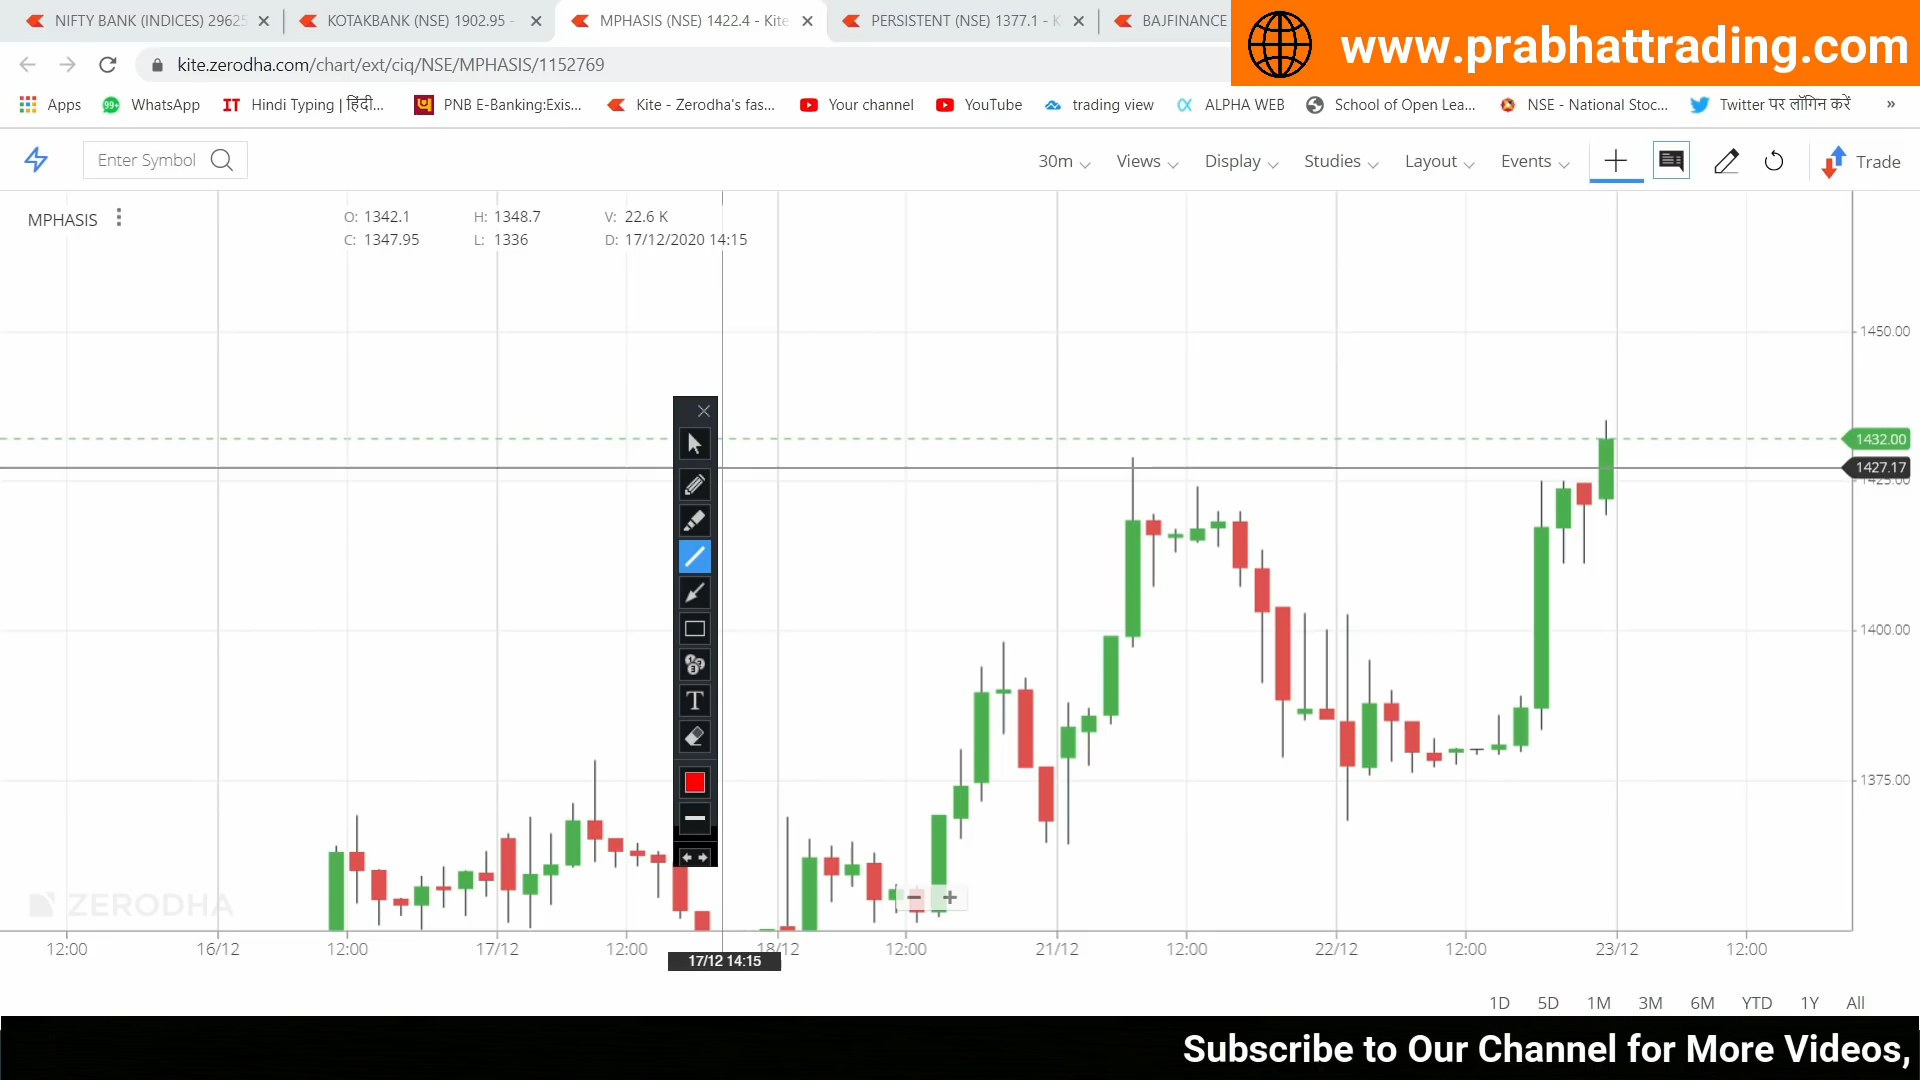 NIFTY BANK (INDICES) 29625
KOTAKBANK (NSE) 1902.95 -
MPHASIS (NSE) 1422.4 - Kite
PERSISTENT (NSE) 1377.1 - K
BAJFINANCE
www.prabhattrading.com
kite.zerodha.com/chart/ext/ciq/NSE/MPHASIS/1152769
Apps
99+
WhatsApp
IT
Hindi Typing | हिंदी...
PNB E-Banking:Exis...
Kite - Zerodha's fas...
Your channel
YouTube
trading view
ALPHA WEB
School of Open Lea...
NSE - National Stoc...
Twitter पर लॉगिन करें
»
Enter Symbol
30m
Views
Display
Studies
Layout
Events
Trade
MPHASIS
O: 1342.1 H: 1348.7 V: 22.6 K
C: 1347.95 L: 1336 D: 17/12/2020 14:15
1450.00
1432.00
1427.17
1425.00
1400.00
1375.00
T
ZERODHA
12:00 16/12 12:00 17/12 12:00 18/12 12:00 21/12 12:00 22/12 12:00 23/12 12:00
17/12 14:15
1D 5D 1M 3M 6M YTD 1Y All
Subscribe to Our Channel for More Videos,